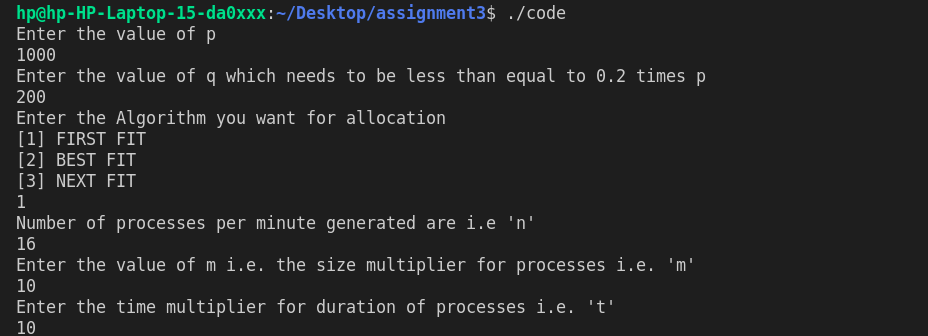 hp@hp-HP-Laptop-15-da0xxx:~/Desktop/assignment3$ ./code
Enter the value of p
1000
Enter the value of q which needs to be less than equal to 0.2 times p
200
Enter the Algorithm you want for allocation
[1] FIRST FIT
[2] BEST FIT
[3] NEXT FIT
1
Number of processes per minute generated are i.e 'n'
16
Enter the value of m i.e. the size multiplier for processes i.e. 'm'
10
Enter the time multiplier for duration of processes i.e. 't'
10